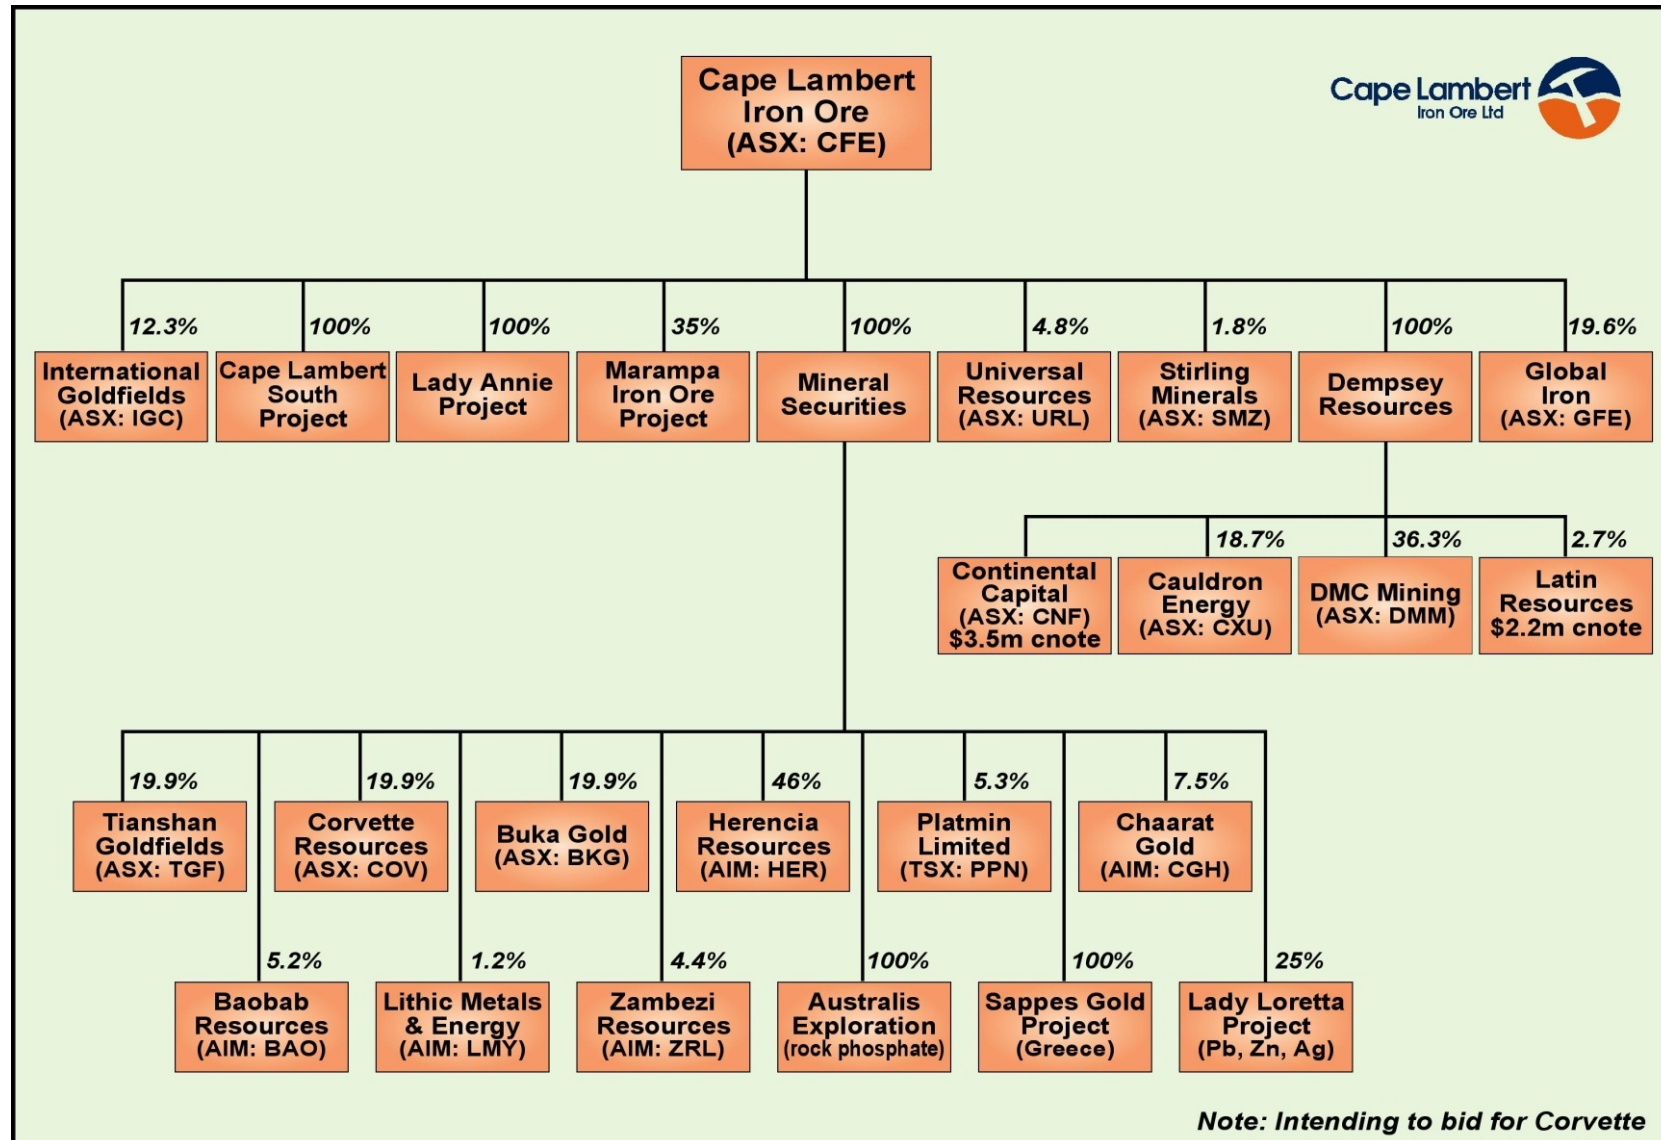 Cape Lambert
Iron Ore
(ASX: CFE)
Cape Lambert
Iron Ore Ltd
12.3%
100%
100%
35%
100%
4.8%
1.8%
100%
19.6%
International
Goldfields
(ASX: IGC)
Cape Lambert
South
Project
Lady Annie
Project
Marampa
Iron Ore
Project
Mineral
Securities
Universal
Resources
(ASX: URL)
Stirling
Minerals
(ASX: SMZ)
Dempsey
Resources
Global
Iron
(ASX: GFE)
18.7%
36.3%
2.7%
Continental
Capital
(ASX: CNF)
$3.5m cnote
Cauldron
Energy
(ASX: CXU)
DMC Mining
(ASX: DMM)
Latin
Resources
$2.2m cnote
19.9%
19.9%
19.9%
46%
5.3%
7.5%
Tianshan
Goldfields
(ASX: TGF)
Corvette
Resources
(ASX: COV)
Buka Gold
(ASX: BKG)
Herencia
Resources
(AIM: HER)
Platmin
Limited
(TSX: PPN)
Chaarat
Gold
(AIM: CGH)
5.2%
1.2%
4.4%
100%
100%
25%
Baobab
Resources
(AIM: BAO)
Lithic Metals
& Energy
(AIM: LMY)
Zambezi
Resources
(AIM: ZRL)
Australis
Exploration
(rock phosphate)
Sappes Gold
Project
(Greece)
Lady Loretta
Project
(Pb, Zn, Ag)
Note: Intending to bid for Corvette